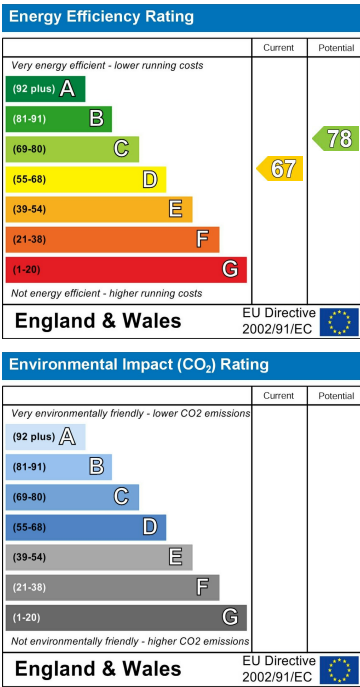 Energy Efficiency Rating
Current Potential
Very energy efficient - lower running costs
(92 plus) A
(81-91) B
(69-80) C
(55-68) D
(39-54) E
(21-38) F
(1-20) G
67
78
Not energy efficient - higher running costs
England & Wales
EU Directive
2002/91/EC
Environmental Impact (CO₂) Rating
Current Potential
Very environmentally friendly - lower CO2 emissions
(92 plus) A
(81-91) B
(69-80) C
(55-68) D
(39-54) E
(21-38) F
(1-20) G
Not environmentally friendly - higher CO2 emissions
England & Wales
EU Directive
2002/91/EC